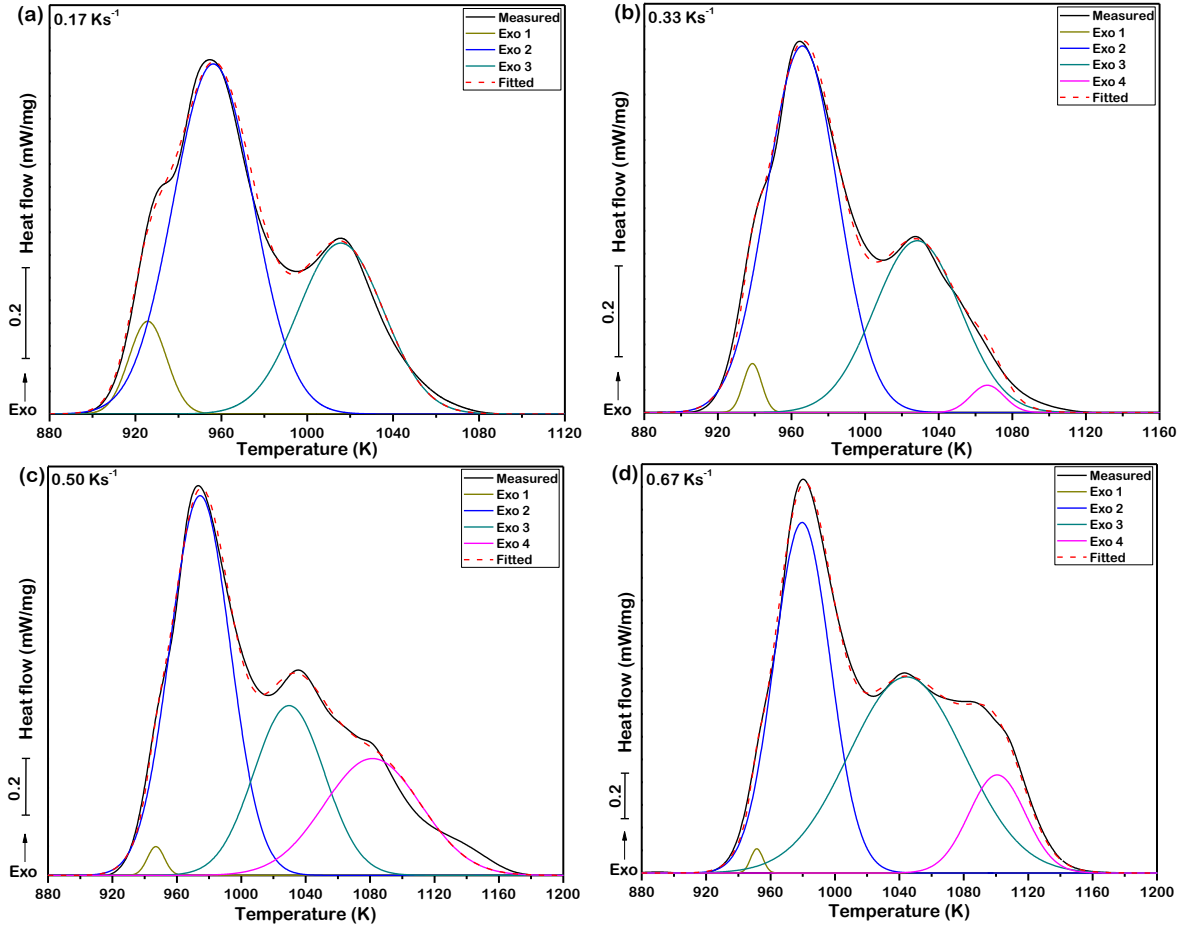 (a)
0.17 Ks-1
Measured
Exo 1
Exo 2
Exo 3
Fitted
Heat flow (mW/mg)
0.2
Exo
880 920 960 1000 1040 1080 1120
Temperature (K)
(b)
0.33 Ks-1
Measured
Exo 1
Exo 2
Exo 3
Exo 4
Fitted
Heat flow (mW/mg)
0.2
Exo
880 920 960 1000 1040 1080 1120 1160
Temperature (K)
(c)
0.50 Ks-1
Measured
Exo 1
Exo 2
Exo 3
Exo 4
Fitted
Heat flow (mW/mg)
0.2
Exo
880 920 960 1000 1040 1080 1120 1160 1200
Temperature (K)
(d)
0.67 Ks-1
Measured
Exo 1
Exo 2
Exo 3
Exo 4
Fitted
Heat flow (mW/mg)
0.2
Exo
880 920 960 1000 1040 1080 1120 1160 1200
Temperature (K)